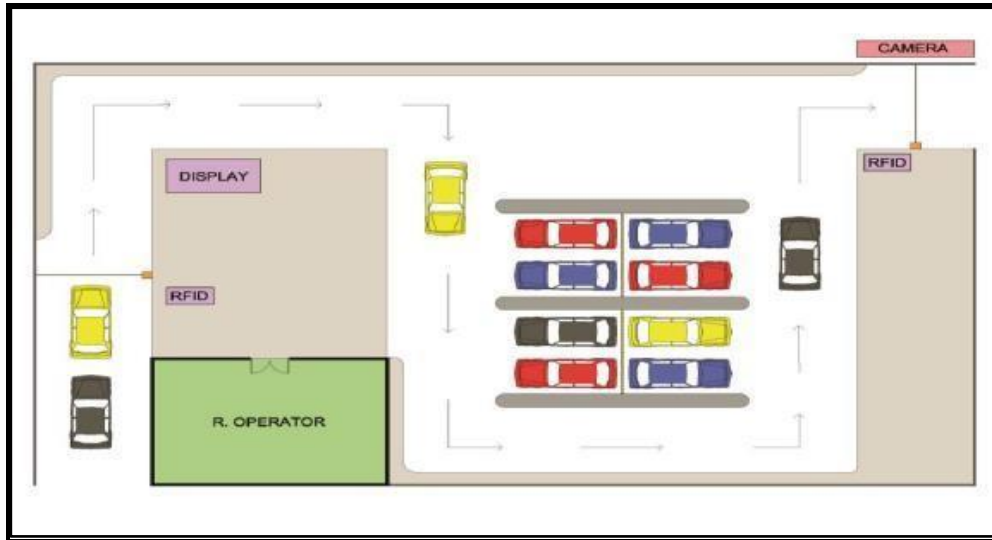 CAMERA
RFID
DISPLAY
RFID
R. OPERATOR